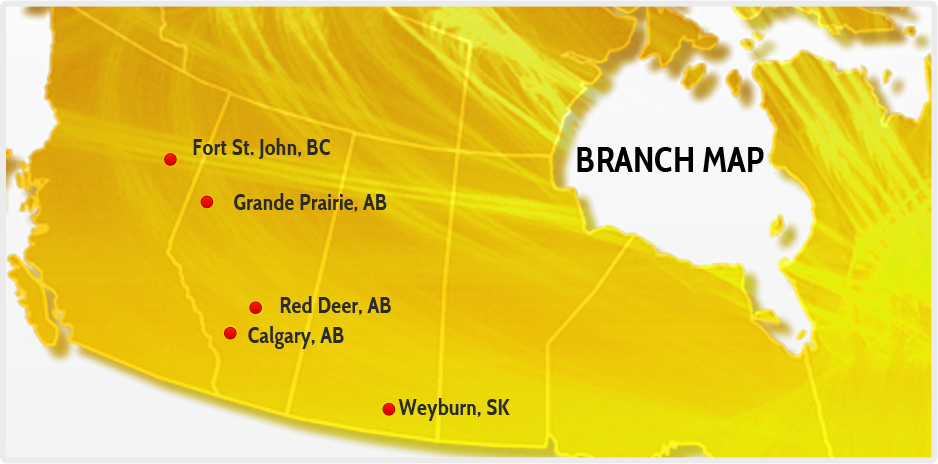 Fort St. John, BC
BRANCH MAP
Grande Prairie, AB
Red Deer, AB
Calgary, AB
Weyburn, SK